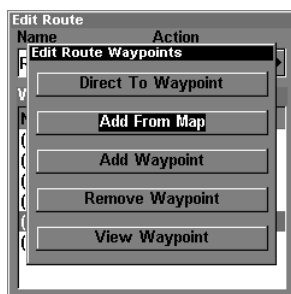 Edit Route
Name Action
Edit Route Waypoints
Direct To Waypoint
Add From Map
Add Waypoint
Remove Waypoint
View Waypoint